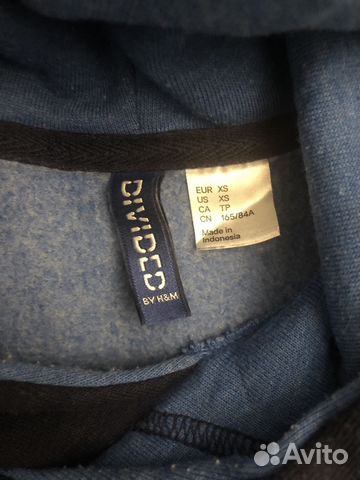 DIVIDED
BY H&M
EUR XS
US XS
CA TP
CN 165/84A
Made in
Indonesia
Avito